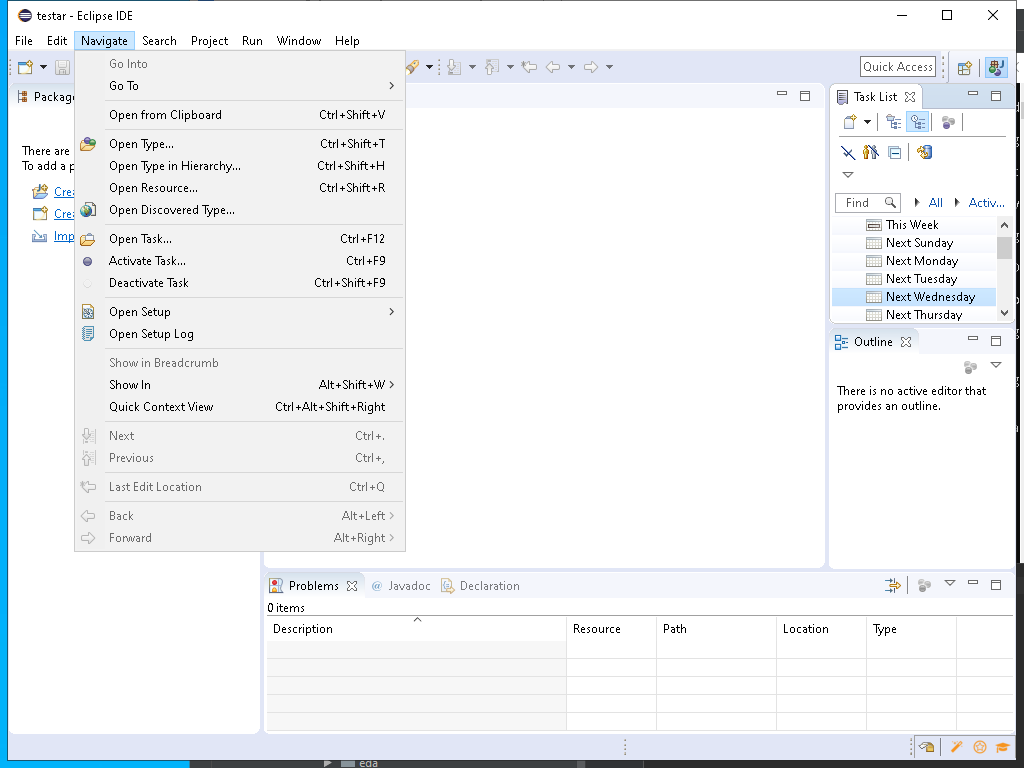 testar - Eclipse IDE
File Edit Navigate Search Project Run Window Help
Quick Access
Go Into
Go To
Open from Clipboard Ctrl+Shift+V
Open Type... Ctrl+Shift+T
Open Type in Hierarchy... Ctrl+Shift+H
Open Resource... Ctrl+Shift+R
Open Discovered Type...
Open Task... Ctrl+F12
Activate Task... Ctrl+F9
Deactivate Task Ctrl+Shift+F9
Open Setup
Open Setup Log
Show in Breadcrumb
Show In Alt+Shift+W
Quick Context View Ctrl+Alt+Shift+Right
Next Ctrl+.
Previous Ctrl+,
Last Edit Location Ctrl+Q
Back Alt+Left
Forward Alt+Right
Packag
There are
To add a p
Crea
Crea
Imp
Task List
Find All Activ...
This Week
Next Sunday
Next Monday
Next Tuesday
Next Wednesday
Next Thursday
Outline
There is no active editor that
provides an outline.
Problems @ Javadoc Declaration
0 items
Description Resource Path Location Type
eda